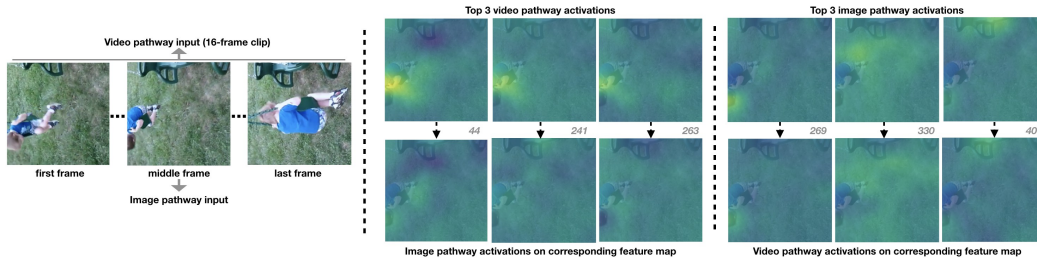 Video pathway input (16-frame clip)
first frame
middle frame
last frame
Image pathway input
Top 3 video pathway activations
44
241
263
Image pathway activations on corresponding feature map
Top 3 image pathway activations
269
330
40
Video pathway activations on corresponding feature map